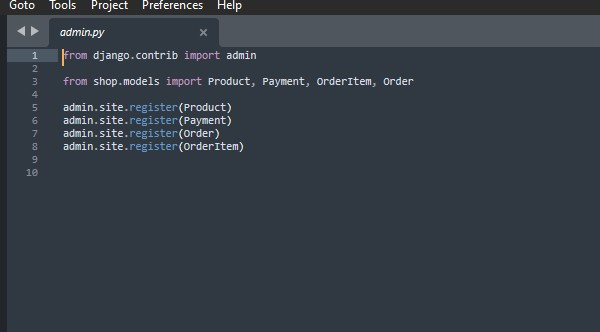 Goto Tools Project Preferences Help
admin.py ×
1 from django.contrib import admin
2
3 from shop.models import Product, Payment, OrderItem, Order
4
5 admin.site.register(Product)
6 admin.site.register(Payment)
7 admin.site.register(Order)
8 admin.site.register(OrderItem)
9
10